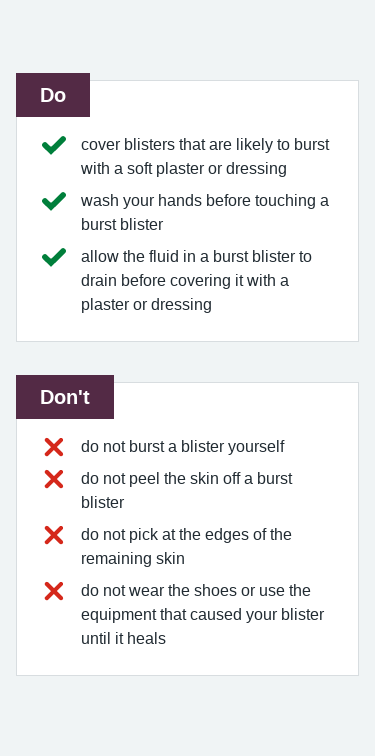 Do
cover blisters that are likely to burst
with a soft plaster or dressing
wash your hands before touching a
burst blister
allow the fluid in a burst blister to
drain before covering it with a
plaster or dressing
Don't
do not burst a blister yourself
do not peel the skin off a burst
blister
do not pick at the edges of the
remaining skin
do not wear the shoes or use the
equipment that caused your blister
until it heals